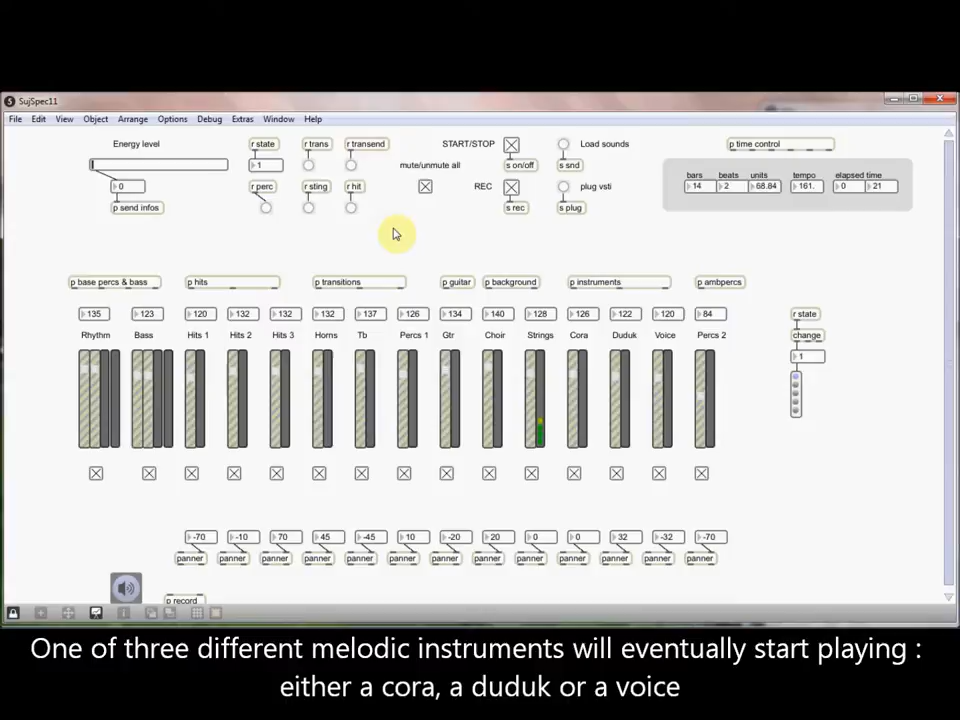 SujSpec11
File Edit View Object Arrange Options Debug Extras Window Help
Energy level r state r trans r transend START/STOP Load sounds p time control
1 mute/unmute all s on/off s snd
0 r perc r sting r hit REC plug vsti
bars beats units tempo elapsed time
14 2 68.84 161. 0 21
p send infos s rec s plug
p base percs & bass p hits p transitions p guitar p background p instruments p ambpercs
135 123 120 132 132 132 137 126 134 140 128 126 122 120 84 r state
Rhythm Bass Hits 1 Hits 2 Hits 3 Horns Tb Percs 1 Gtr Choir Strings Cora Duduk Voice Percs 2 change
1
-70 -10 70 45 -45 10 -20 20 0 0 32 -32 -70
panner panner panner panner panner panner panner panner panner panner panner panner panner
p record
One of three different melodic instruments will eventually start playing :
either a cora, a duduk or a voice